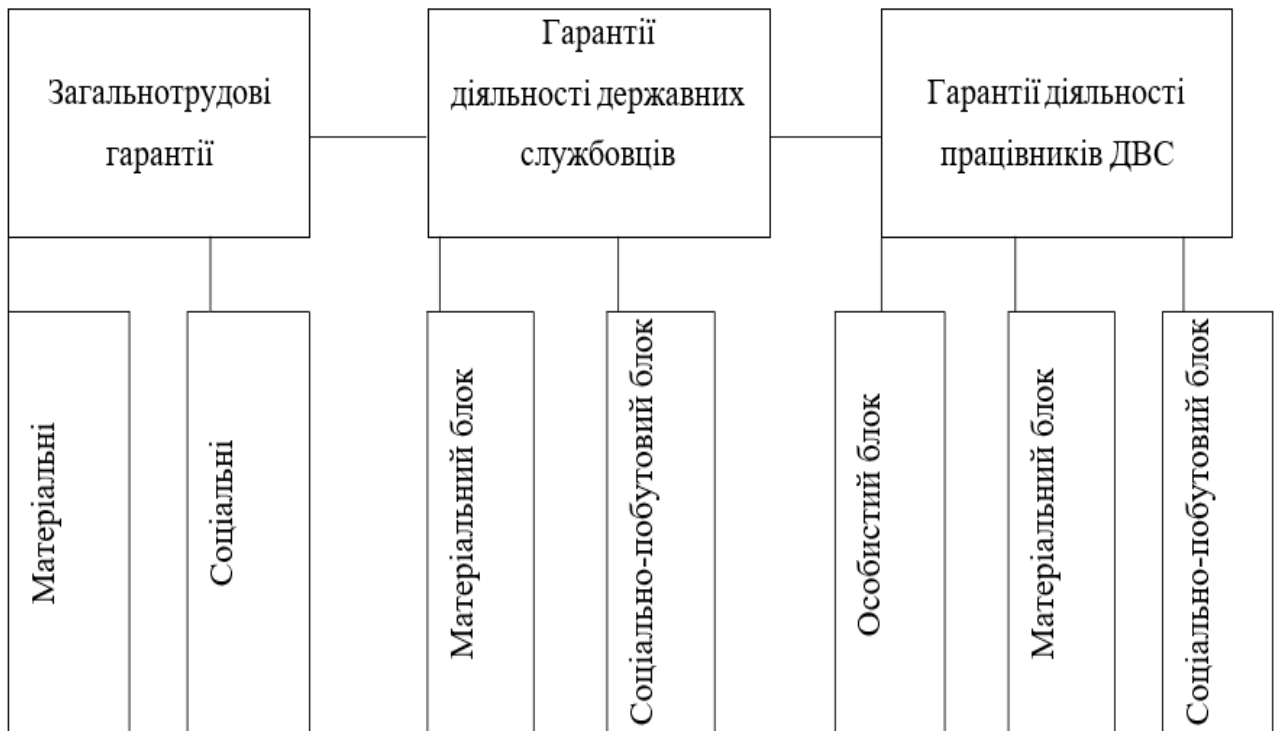 Загальнотрудові
гарантії
Гарантії
діяльності державних
службовців
Гарантії діяльності
працівників ДВС
Матеріальні
Соціальні
Матеріальний блок
Соціально-побутовий блок
Особистий блок
Матеріальний блок
Соціально-побутовий блок